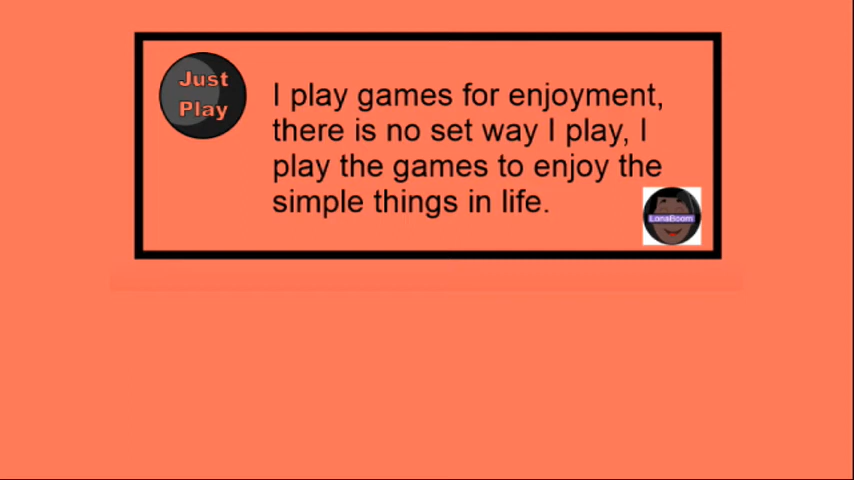 Just
Play
I play games for enjoyment,
there is no set way I play, I
play the games to enjoy the
simple things in life.
LonaBoom